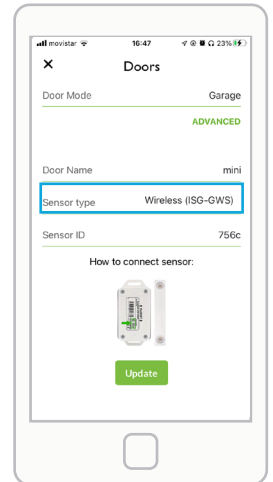 movistar 16:47 23%
Doors
Door Mode Garage
ADVANCED
Door Name mini
Sensor type Wireless (ISG-GWS)
Sensor ID 756c
How to connect sensor:
Update